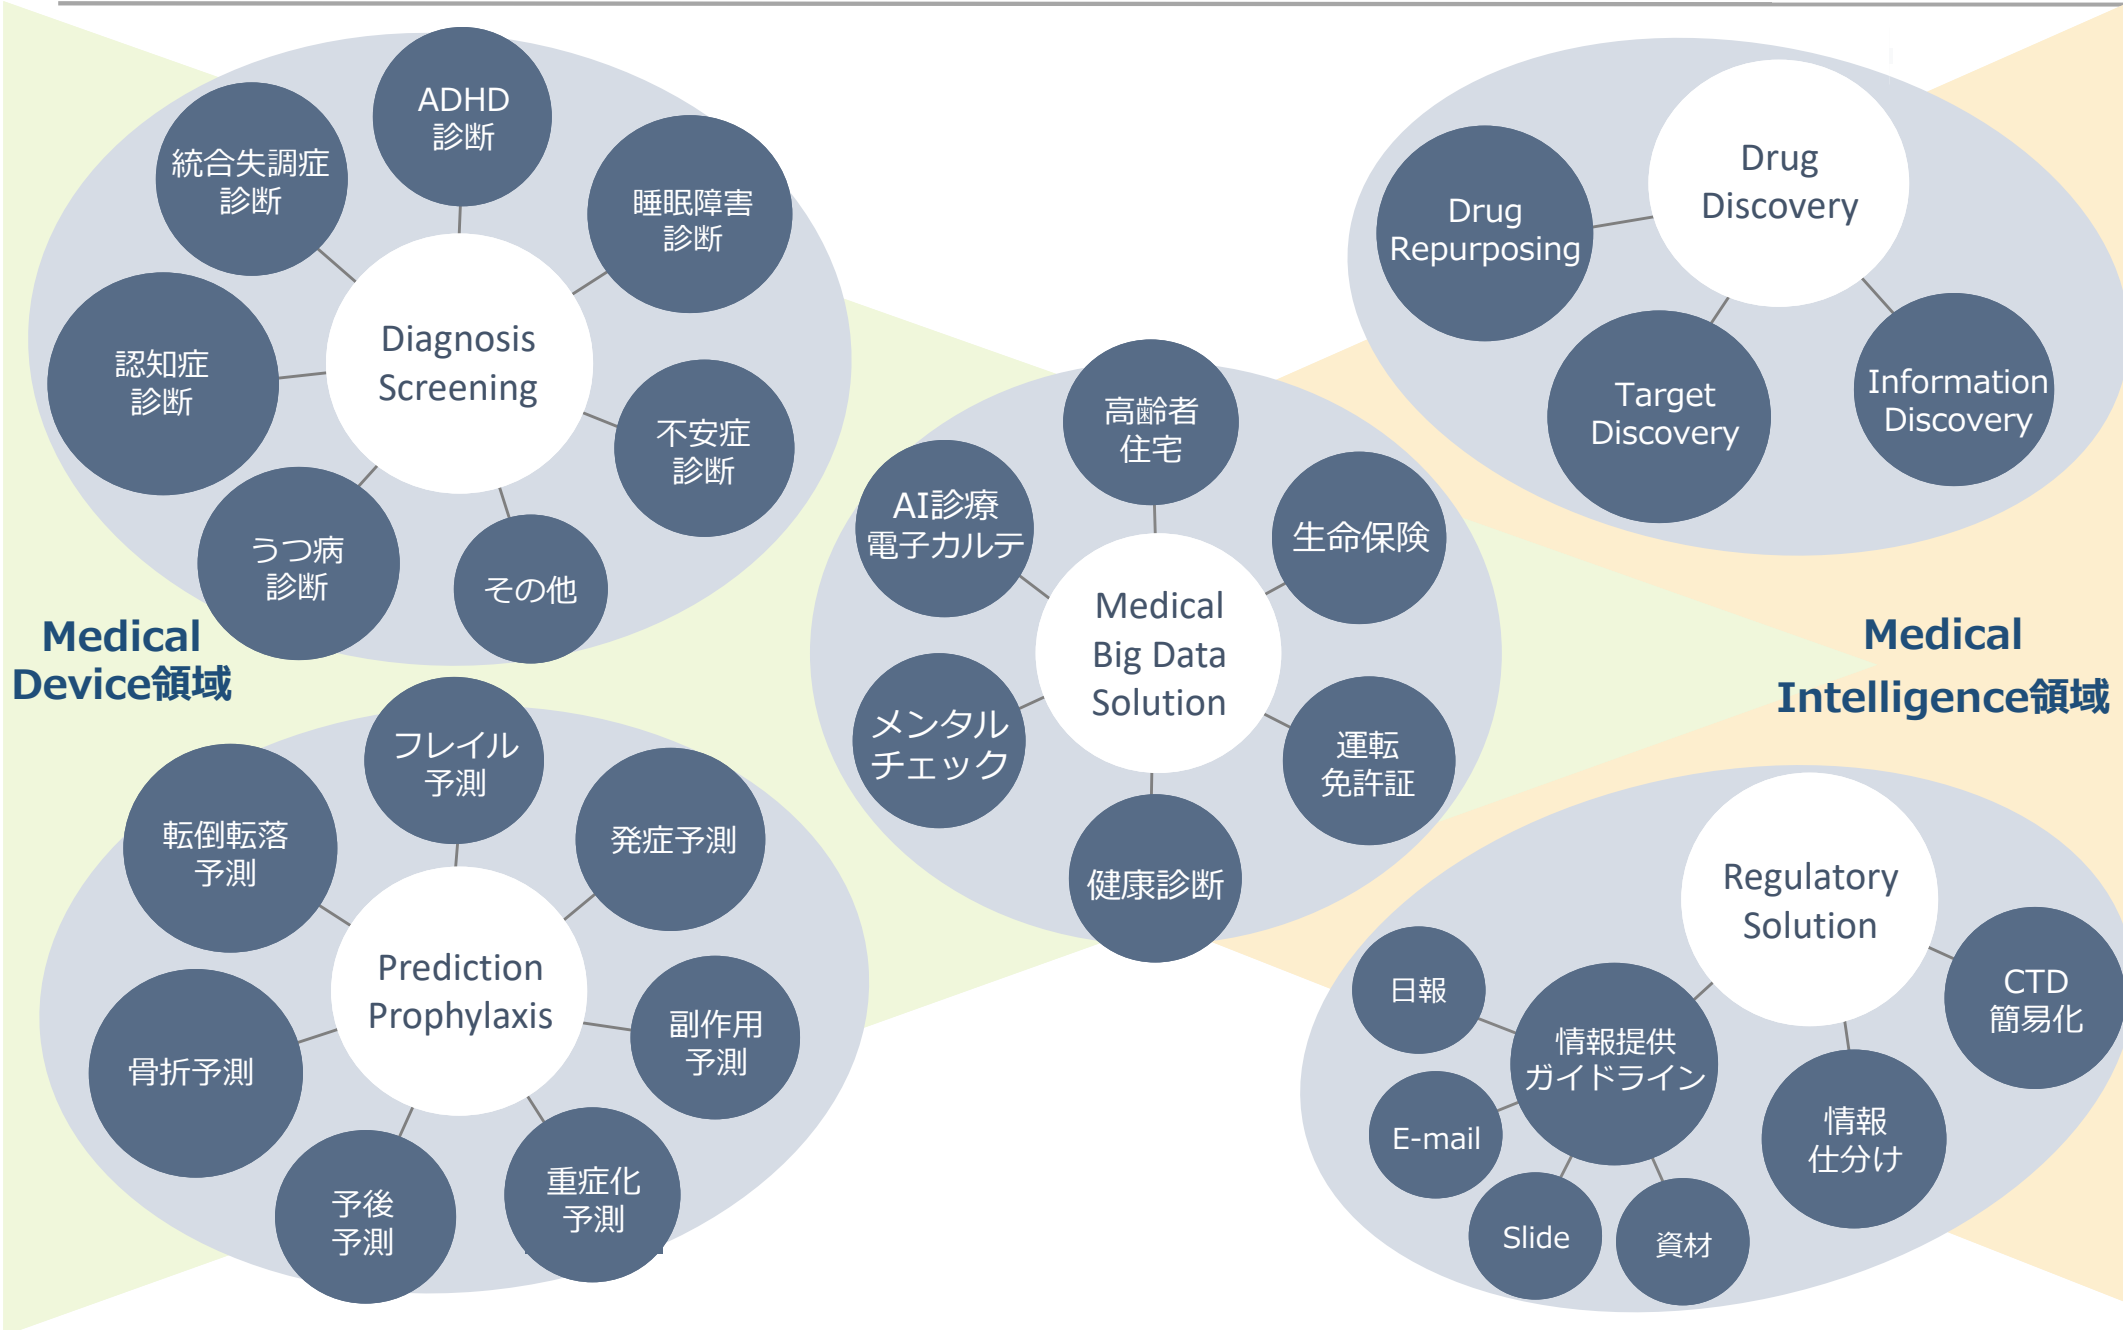 ADHD
診断
統合失調症
診断
睡眠障害
診断
Diagnosis
Screening
認知症
診断
不安症
診断
うつ病
診断
その他
Medical
Device領域
フレイル
予測
転倒転落
予測
発症予測
Prediction
Prophylaxis
骨折予測
副作用
予測
予後
予測
重症化
予測
高齢者
住宅
AI診療
電子カルテ
生命保険
Medical
Big Data
Solution
メンタル
チェック
運転
免許証
健康診断
Drug
Discovery
Drug
Repurposing
Target
Discovery
Information
Discovery
Medical
Intelligence領域
Regulatory
Solution
日報
情報提供
ガイドライン
CTD
簡易化
E-mail
情報
仕分け
Slide
資材